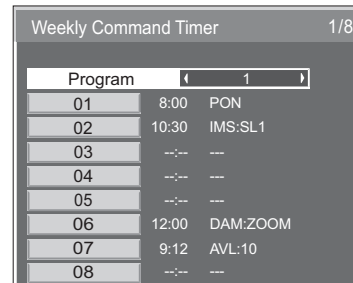 Weekly Command Timer 1/8
Program 1
01 8:00 PON
02 10:30 IMS:SL1
03 --:-- ---
04 --:-- ---
05 --:-- ---
06 12:00 DAM:ZOOM
07 9:12 AVL:10
08 --:-- ---